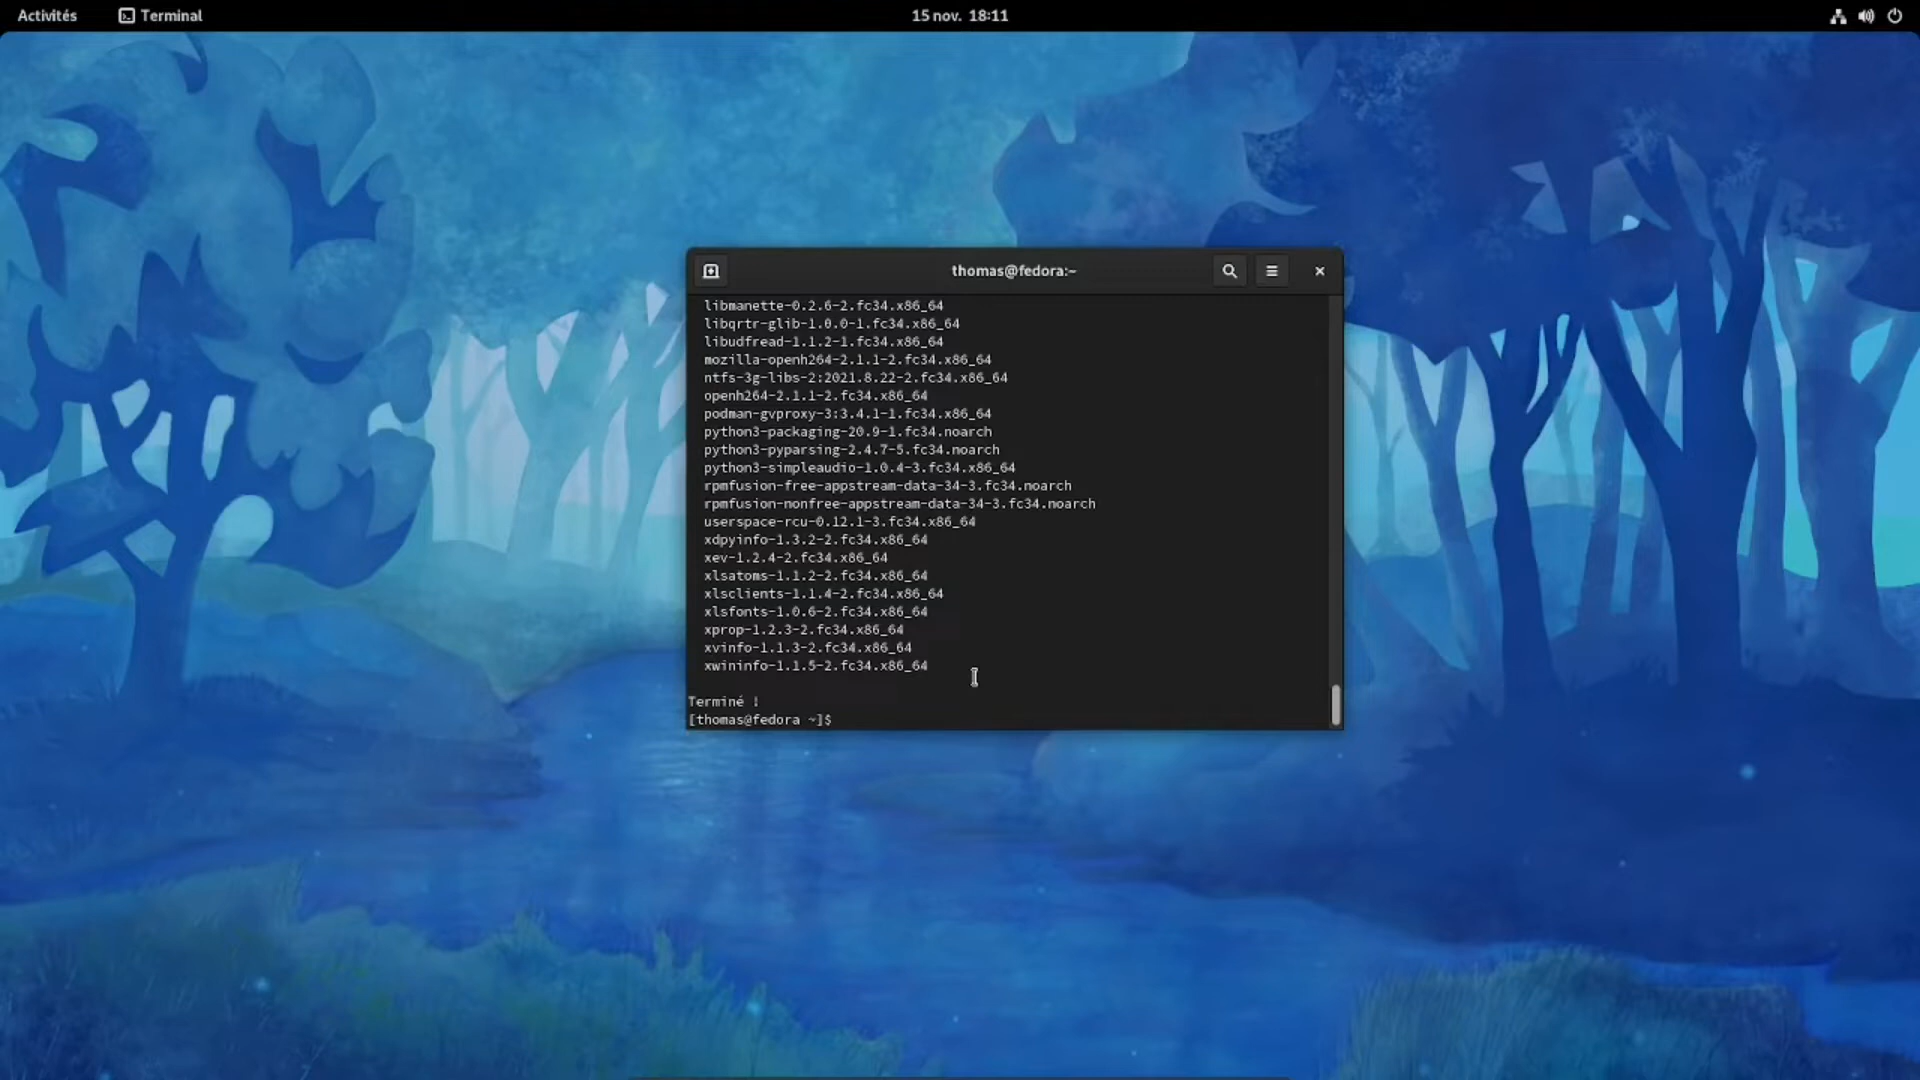 Activités
Terminal
15 nov. 18:11
thomas@fedora:~
libmanette-0.2.6-2.fc34.x86_64
libqrtr-glib-1.0.0-1.fc34.x86_64
libudfread-1.1.2-1.fc34.x86_64
mozilla-openh264-2.1.1-2.fc34.x86_64
ntfs-3g-libs-2:2021.8.22-2.fc34.x86_64
openh264-2.1.1-2.fc34.x86_64
podman-gvproxy-3:3.4.1-1.fc34.x86_64
python3-packaging-20.9-1.fc34.noarch
python3-pyparsing-2.4.7-5.fc34.noarch
python3-simpleaudio-1.0.4-3.fc34.x86_64
rpmfusion-free-appstream-data-34-3.fc34.noarch
rpmfusion-nonfree-appstream-data-34-3.fc34.noarch
userspace-rcu-0.12.1-3.fc34.x86_64
xdpyinfo-1.3.2-2.fc34.x86_64
xev-1.2.4-2.fc34.x86_64
xlsatoms-1.1.2-2.fc34.x86_64
xlsclients-1.1.4-2.fc34.x86_64
xlsfonts-1.0.6-2.fc34.x86_64
xprop-1.2.3-2.fc34.x86_64
xvinfo-1.1.3-2.fc34.x86_64
xwininfo-1.1.5-2.fc34.x86_64
Terminé !
[thomas@fedora ~]$